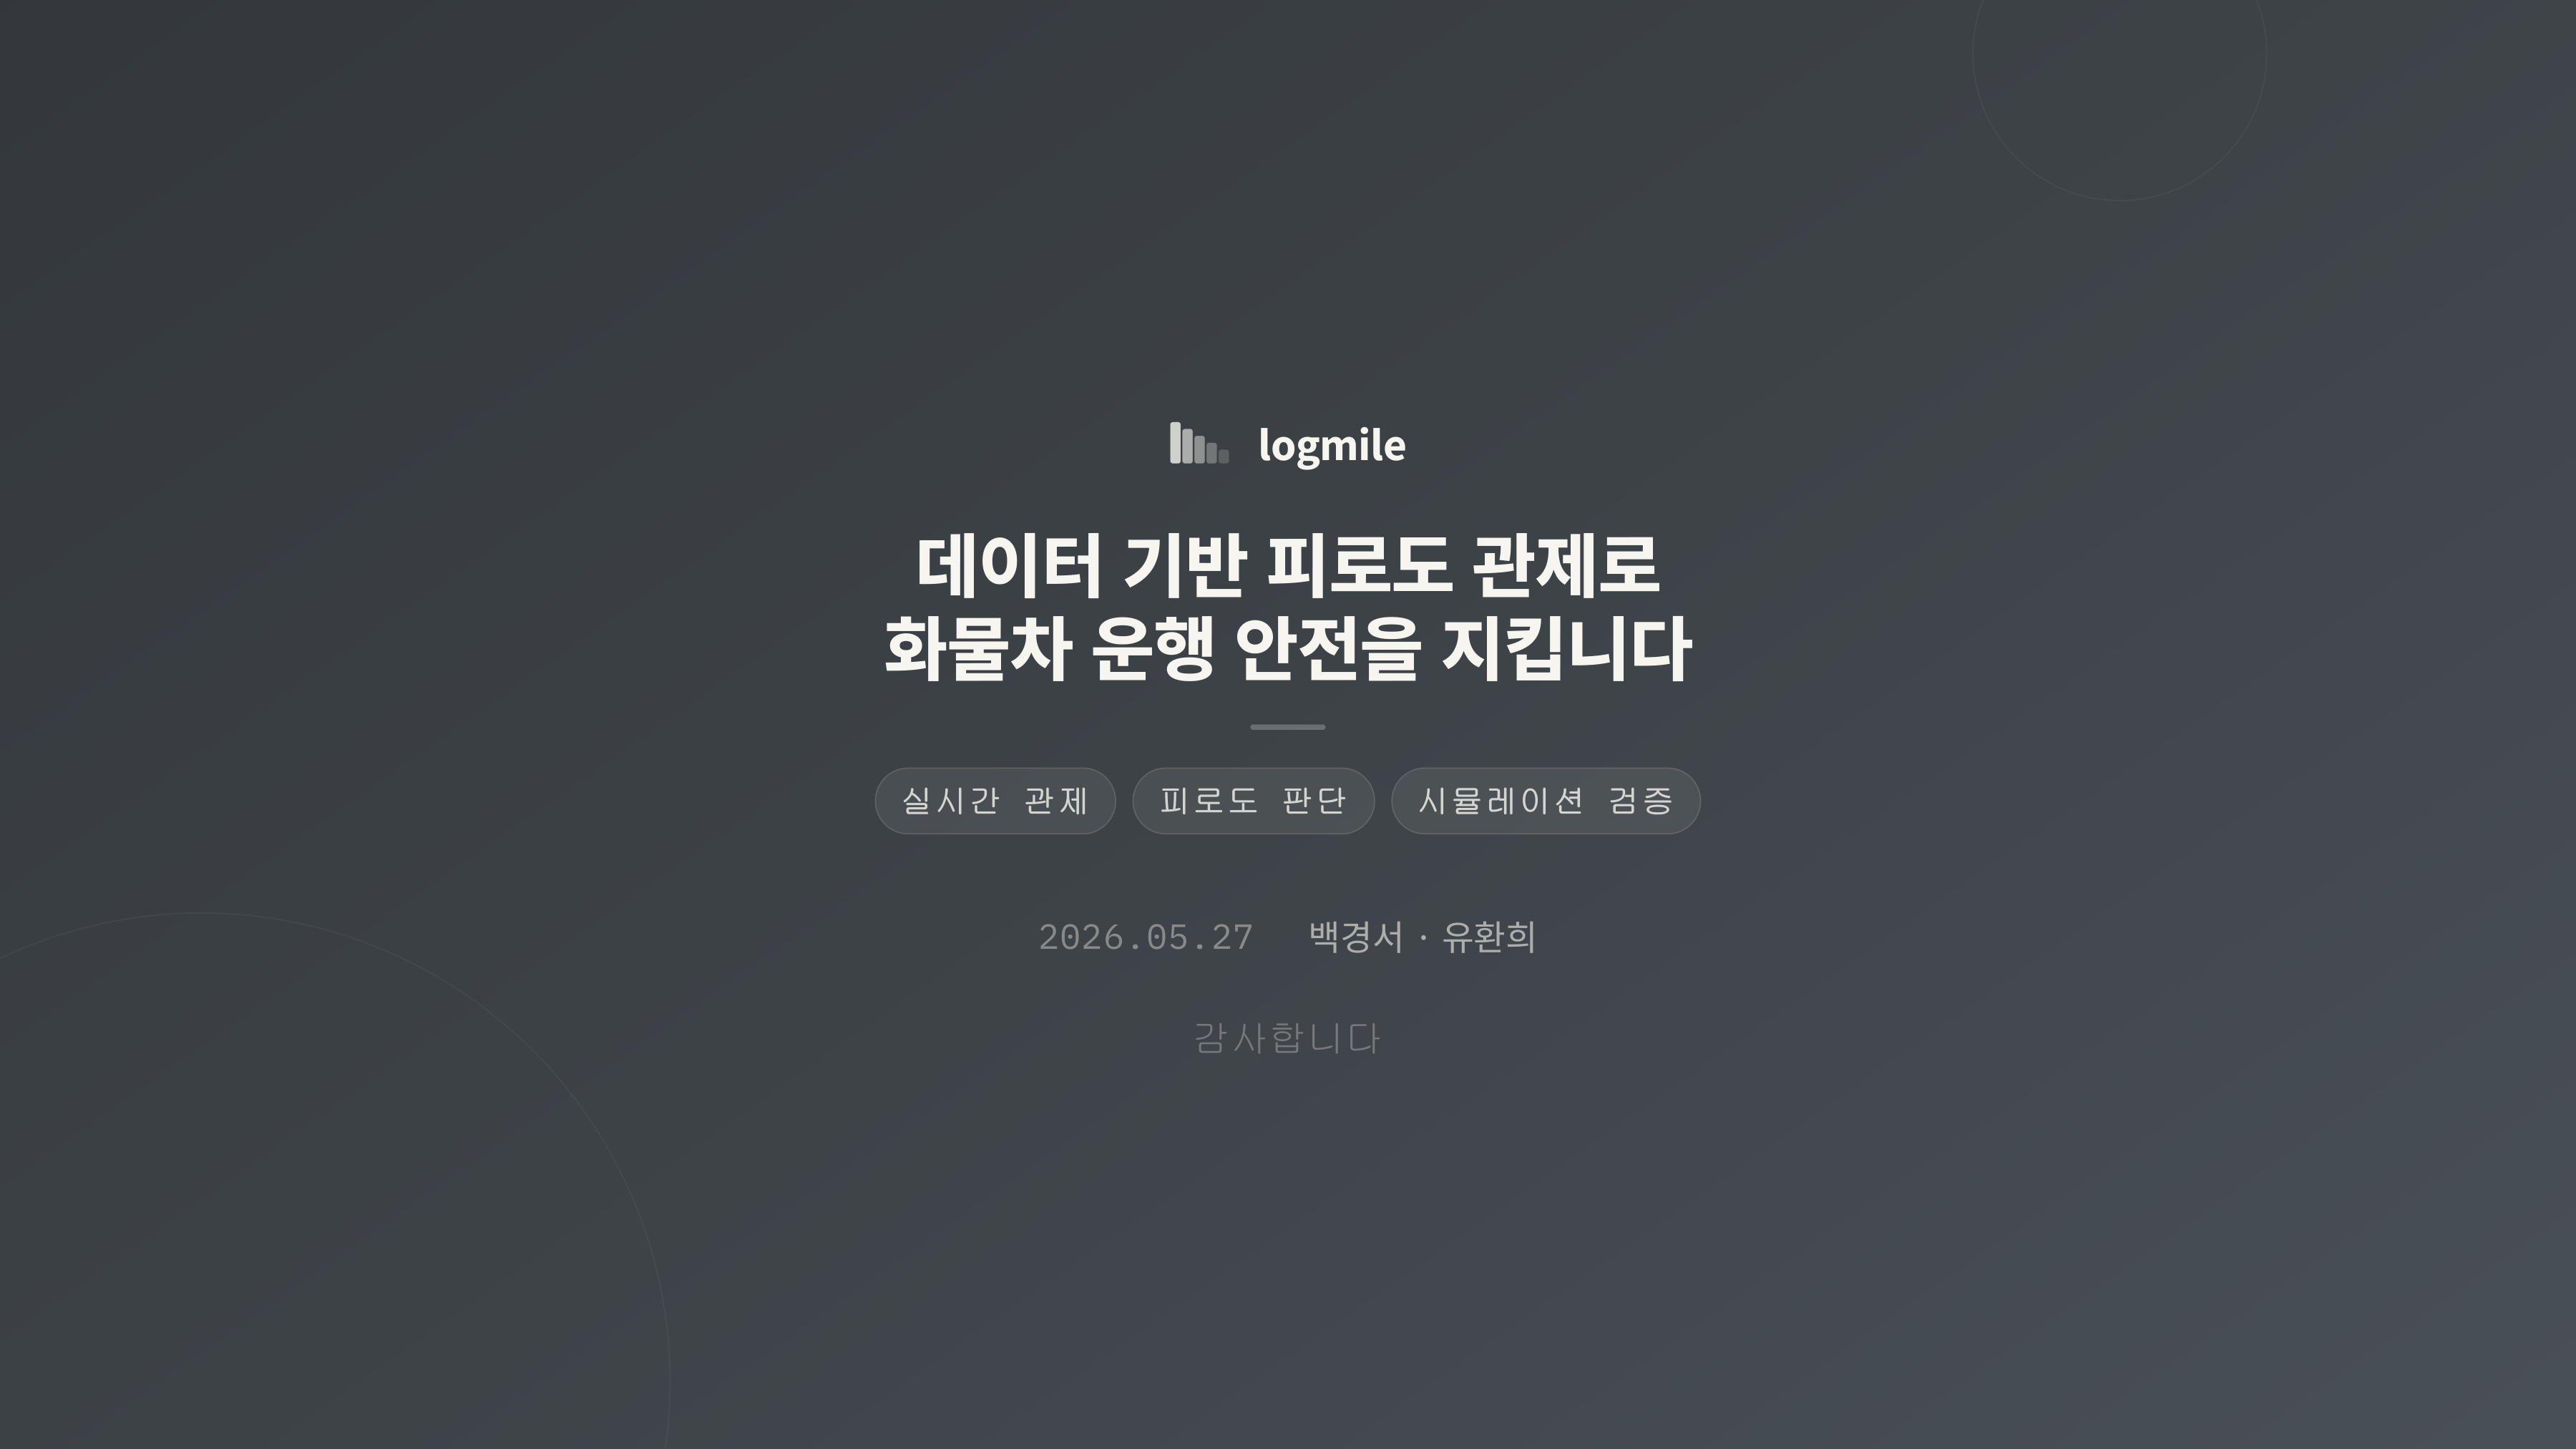 logmile
데이터 기반 피로도 관제로
화물차 운행 안전을 지킵니다
실시간 관제 피로도 판단 시뮬레이션 검증
2026.05.27 백경서 · 유환희
감사합니다